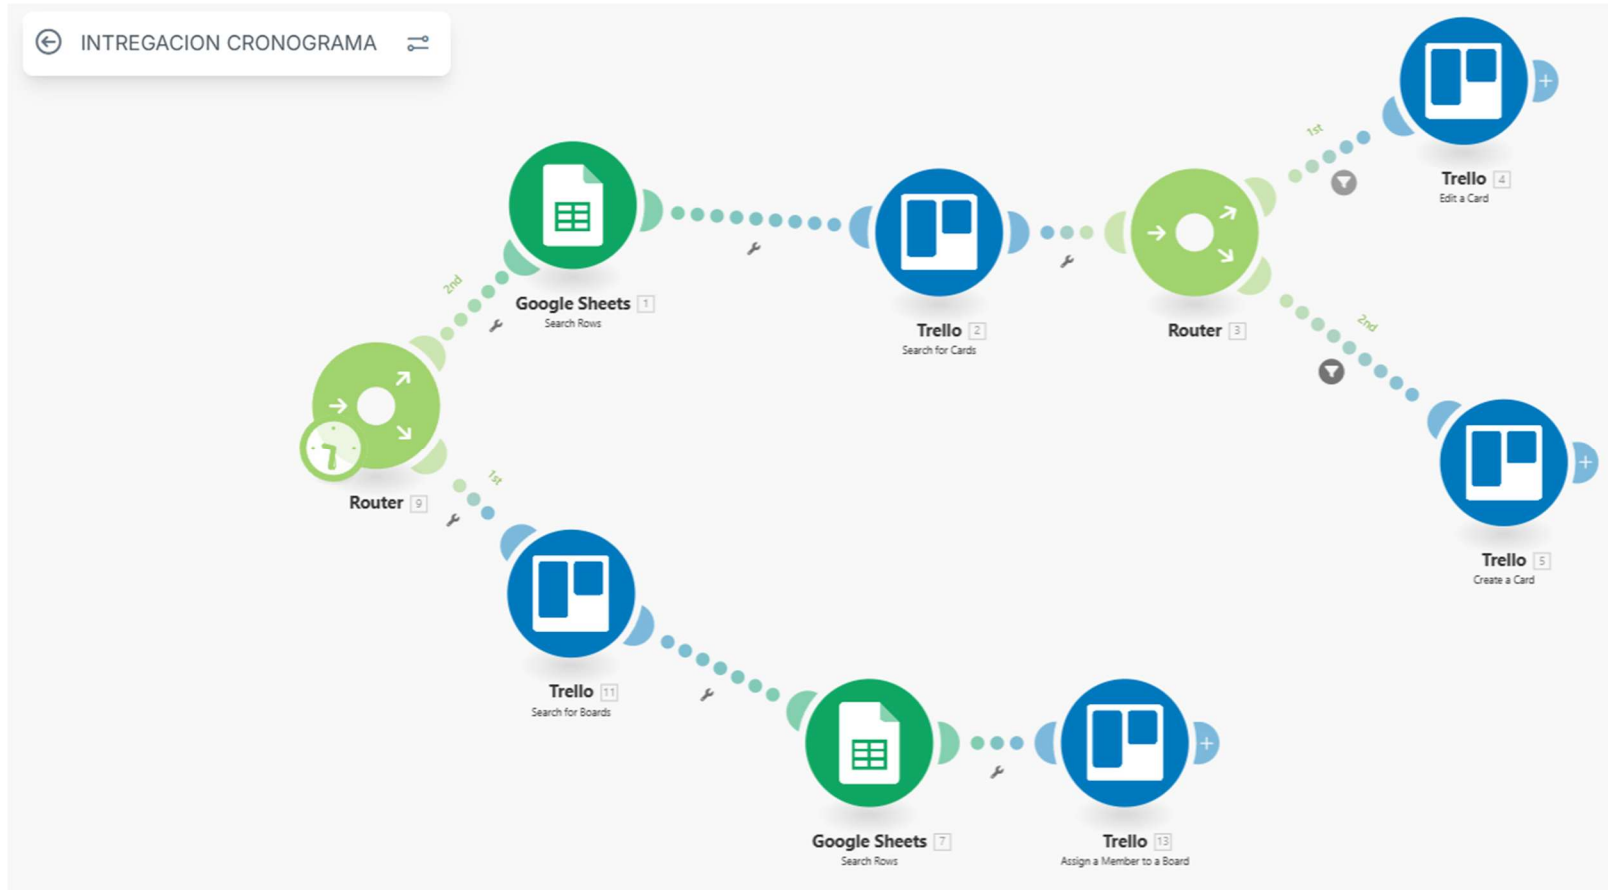 INTREGACION CRONOGRAMA
1st
Trello 4
Edit a Card
2nd
Google Sheets 1
Search Rows
Trello 2
Search for Cards
Router 3
2nd
Router 9
1st
Trello 5
Create a Card
Trello 11
Search for Boards
Google Sheets 7
Search Rows
Trello 13
Assign a Member to a Board